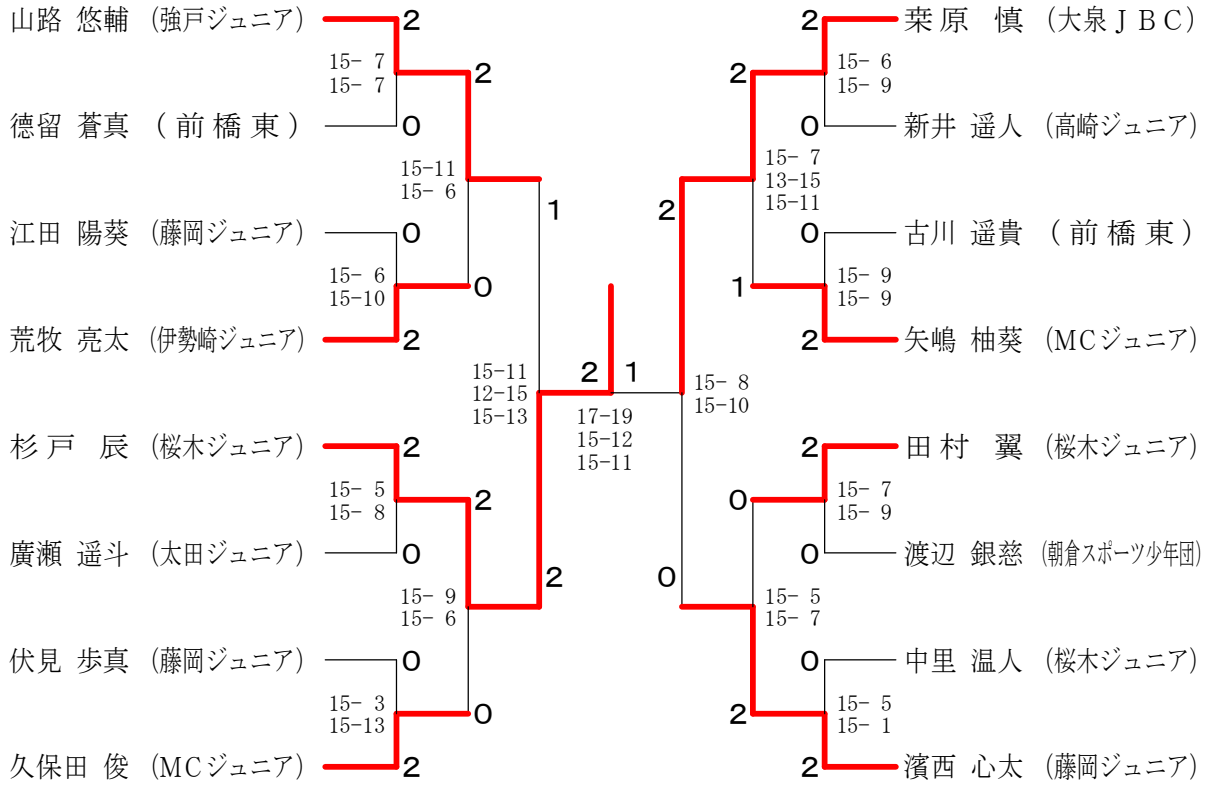 山路 悠輔 (強戸ジュニア) 2
2 栞原 慎 (大泉JBC)
15- 7
15- 7
2
2
15- 6
15- 9
德留 蒼真 (前橋東) 0
0 新井 遥人 (高崎ジュニア)
15-11
15- 6
15- 7
13-15
15-11
1
2
江田 陽葵 (藤岡ジュニア) 0
0 古川 遥貴 (前橋東)
15- 6
15-10
0
1
15- 9
15- 9
荒牧 亮太 (伊勢崎ジュニア) 2
2 矢嶋 柚葵 (MCジュニア)
15-11
12-15
15-13
2 1
17-19
15-12
15-11
15- 8
15-10
杉戸 辰 (桜木ジュニア) 2
2 田村 翼 (桜木ジュニア)
15- 5
15- 8
2
0
15- 7
15- 9
廣瀬 遥斗 (太田ジュニア) 0
0 渡辺 銀慈 (朝倉スポーツ少年団)
2
0
15- 9
15- 6
15- 5
15- 7
伏見 歩真 (藤岡ジュニア) 0
0 中里 温人 (桜木ジュニア)
15- 3
15-13
0
2
15- 5
15- 1
久保田 俊 (MCジュニア) 2
2 濱西 心太 (藤岡ジュニア)